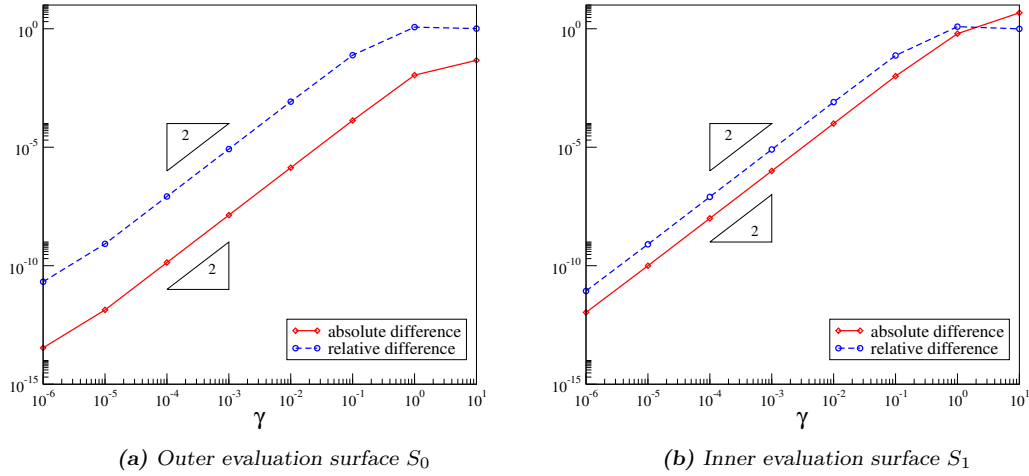 10^0
10^-5
10^-10
10^-15
10^-6 10^-5 10^-4 10^-3 10^-2 10^-1 10^0 10^1
γ
2
2
absolute difference
relative difference
(a) Outer evaluation surface S_0
10^0
10^-5
10^-10
10^-15
10^-6 10^-5 10^-4 10^-3 10^-2 10^-1 10^0 10^1
γ
2
2
absolute difference
relative difference
(b) Inner evaluation surface S_1